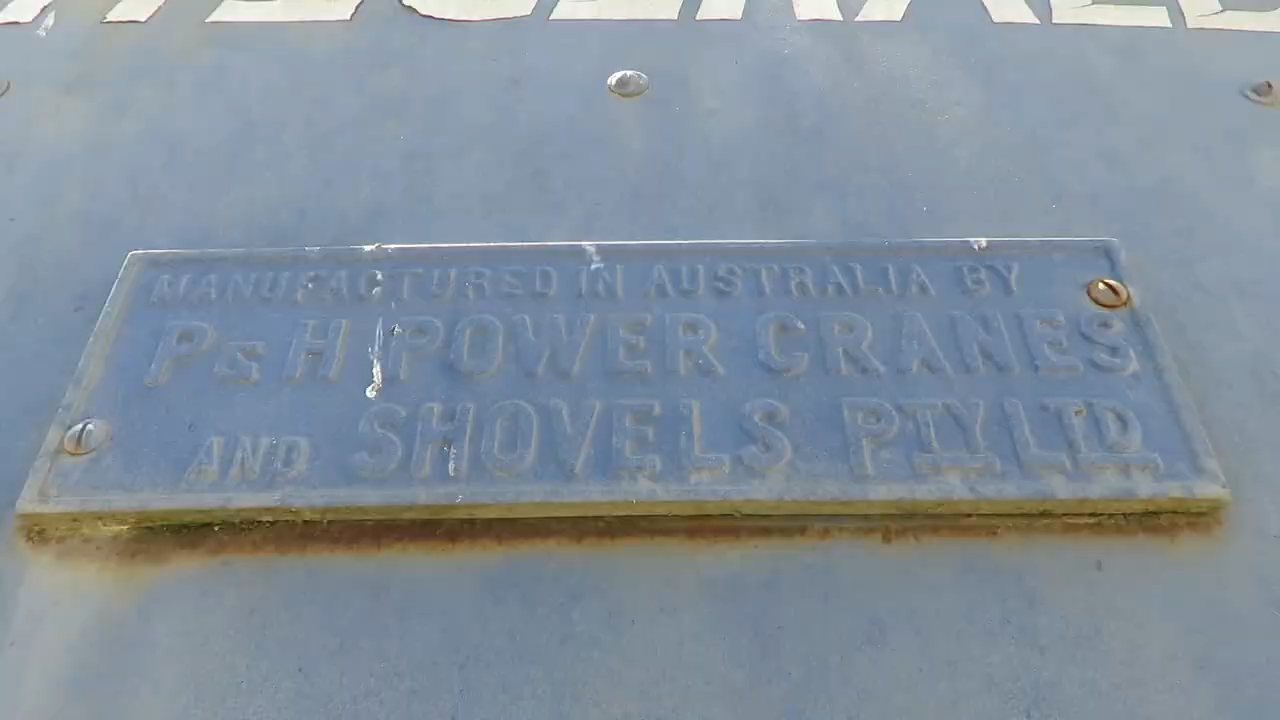 MANUFACTURED IN AUSTRALIA BY
P & H POWER CRANES
AND SHOVELS PTY LTD